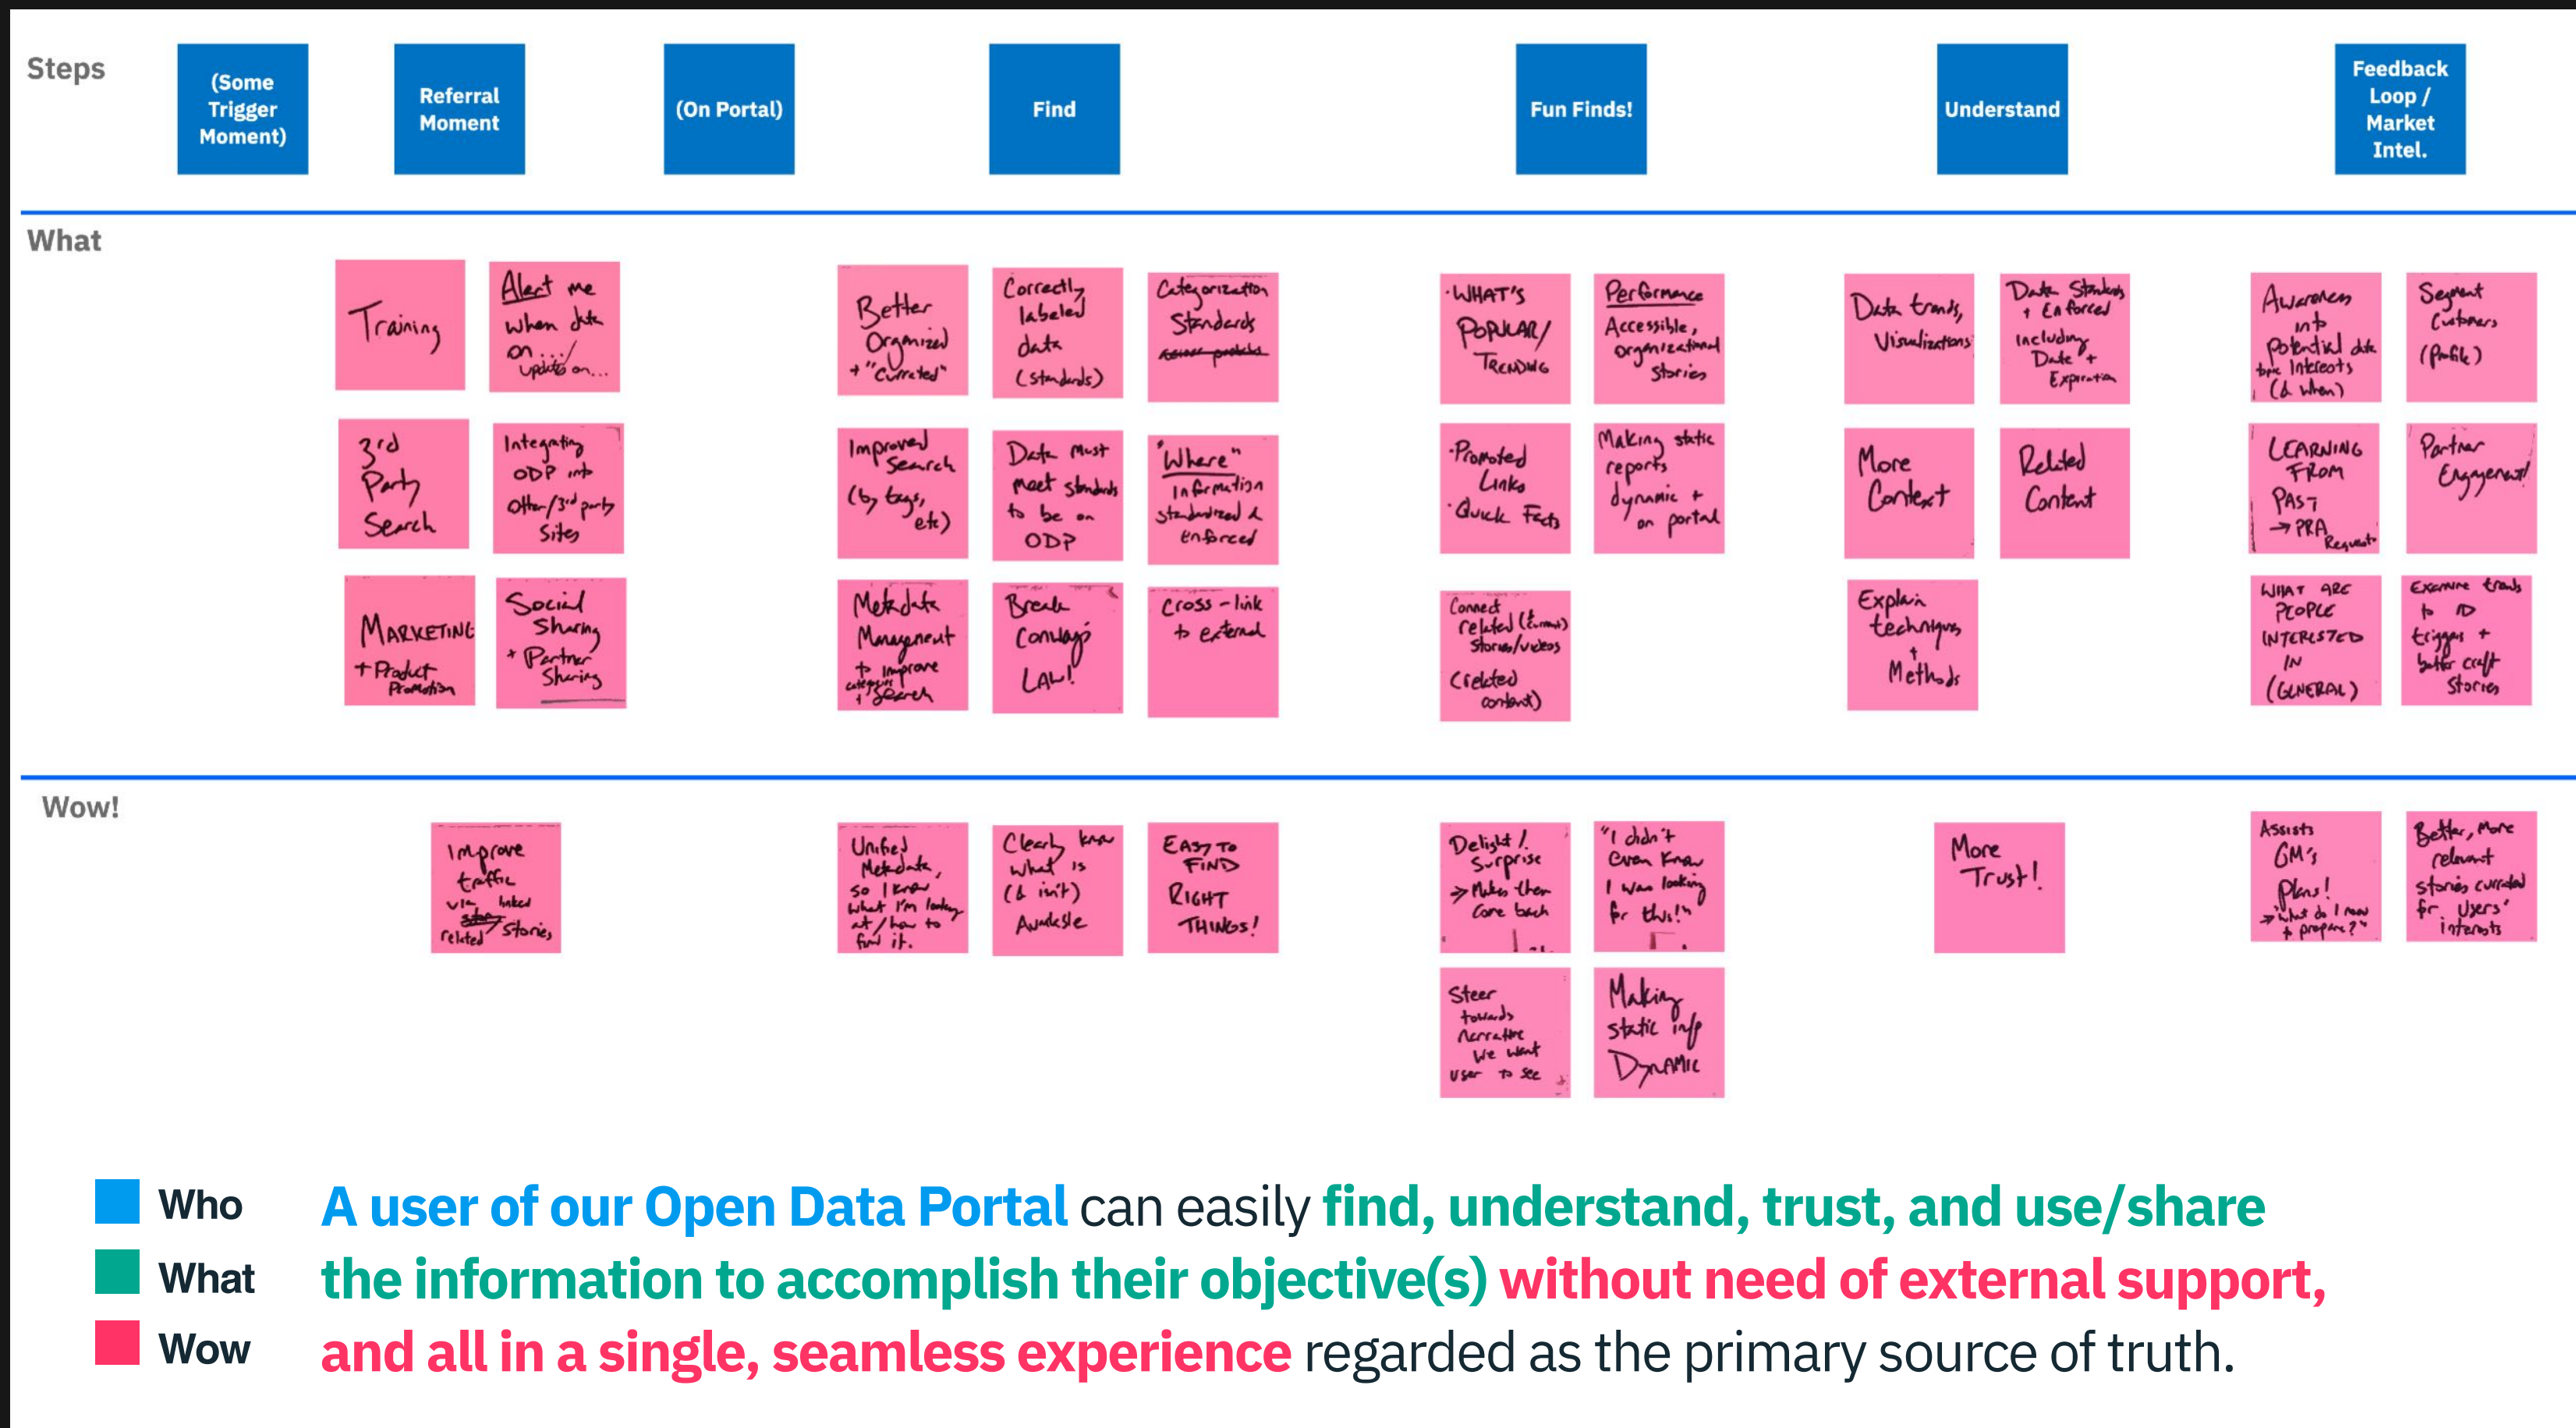 Steps
(Some
Trigger
Moment)
Referral
Moment
(On Portal)
Find
Fun Finds!
Understand
Feedback
Loop /
Market
Intel.
What
Training
Alert me
when data
on .../
updates on...
3rd
Party
Search
Integrating
ODP into
Other/3rd party
Sites
MARKETING
+ Product
Promotion
Social
Sharing
+ Partner
Sharing
Better
Organized
+ "Currated"
Correctly
labeled
data
(standards)
Categorization
Standards
Improved
Search
(by tags,
etc)
Data Must
meet standards
to be on
ODP
"Where"
Information
standardized &
enforced
Metadata
Management
to improve
categories
+ Search
Break
Conway's
LAW!
Cross-link
to external
·WHAT'S
POPULAR/
TRENDING
Performance
Accessible,
organizational
stories
·Promoted
Links
·Quick Facts
Making static
reports
dynamic +
on portal
Connect
related (Current)
Stories/videos
(related
content)
Data trends,
Visualizations
Data Standards
+ Enforced
Including
Date +
Expiration
More
Context
Related
Content
Explain
techniques
+
Methods
Awareness
into
Potential data
topic Interests
(& when)
Segment
Customers
(Profile)
LEARNING
FROM
PAST
→ PRA
Requests
Partner
Engagement!
WHAT ARE
PEOPLE
INTERESTED
IN
(GENERAL)
Examine trends
to ID
triggers +
better craft
Stories
Wow!
Improve
traffic
via linked
related stories
Unified
Metadata,
so I know
what I'm looking
at/how to
find it.
Clearly know
what is
(& isn't)
Available
EASY TO
FIND
RIGHT
THINGS!
Delight!
Surprise
→ Makes them
come back
"I didn't
even know
I was looking
for this!"
Steer
towards
Narrative
We want
user to see
Making
static info
DYNAMIC
More
Trust!
Assists
GM's
Plans!
→ "what do I need
to prepare?"
Better, more
relevant
stories currated
for users'
interests
Who
A user of our Open Data Portal can easily find, understand, trust, and use/share
What
the information to accomplish their objective(s) without need of external support,
Wow
and all in a single, seamless experience regarded as the primary source of truth.